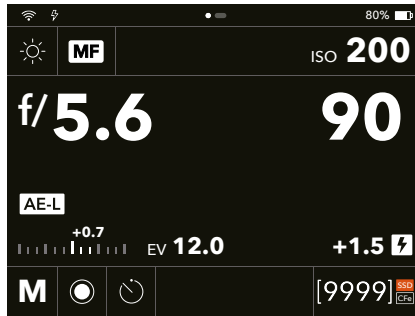 80%
MF ISO 200
f/5.6 90
AE-L
+0.7
EV 12.0 +1.5
M [9999] SSD
CFe